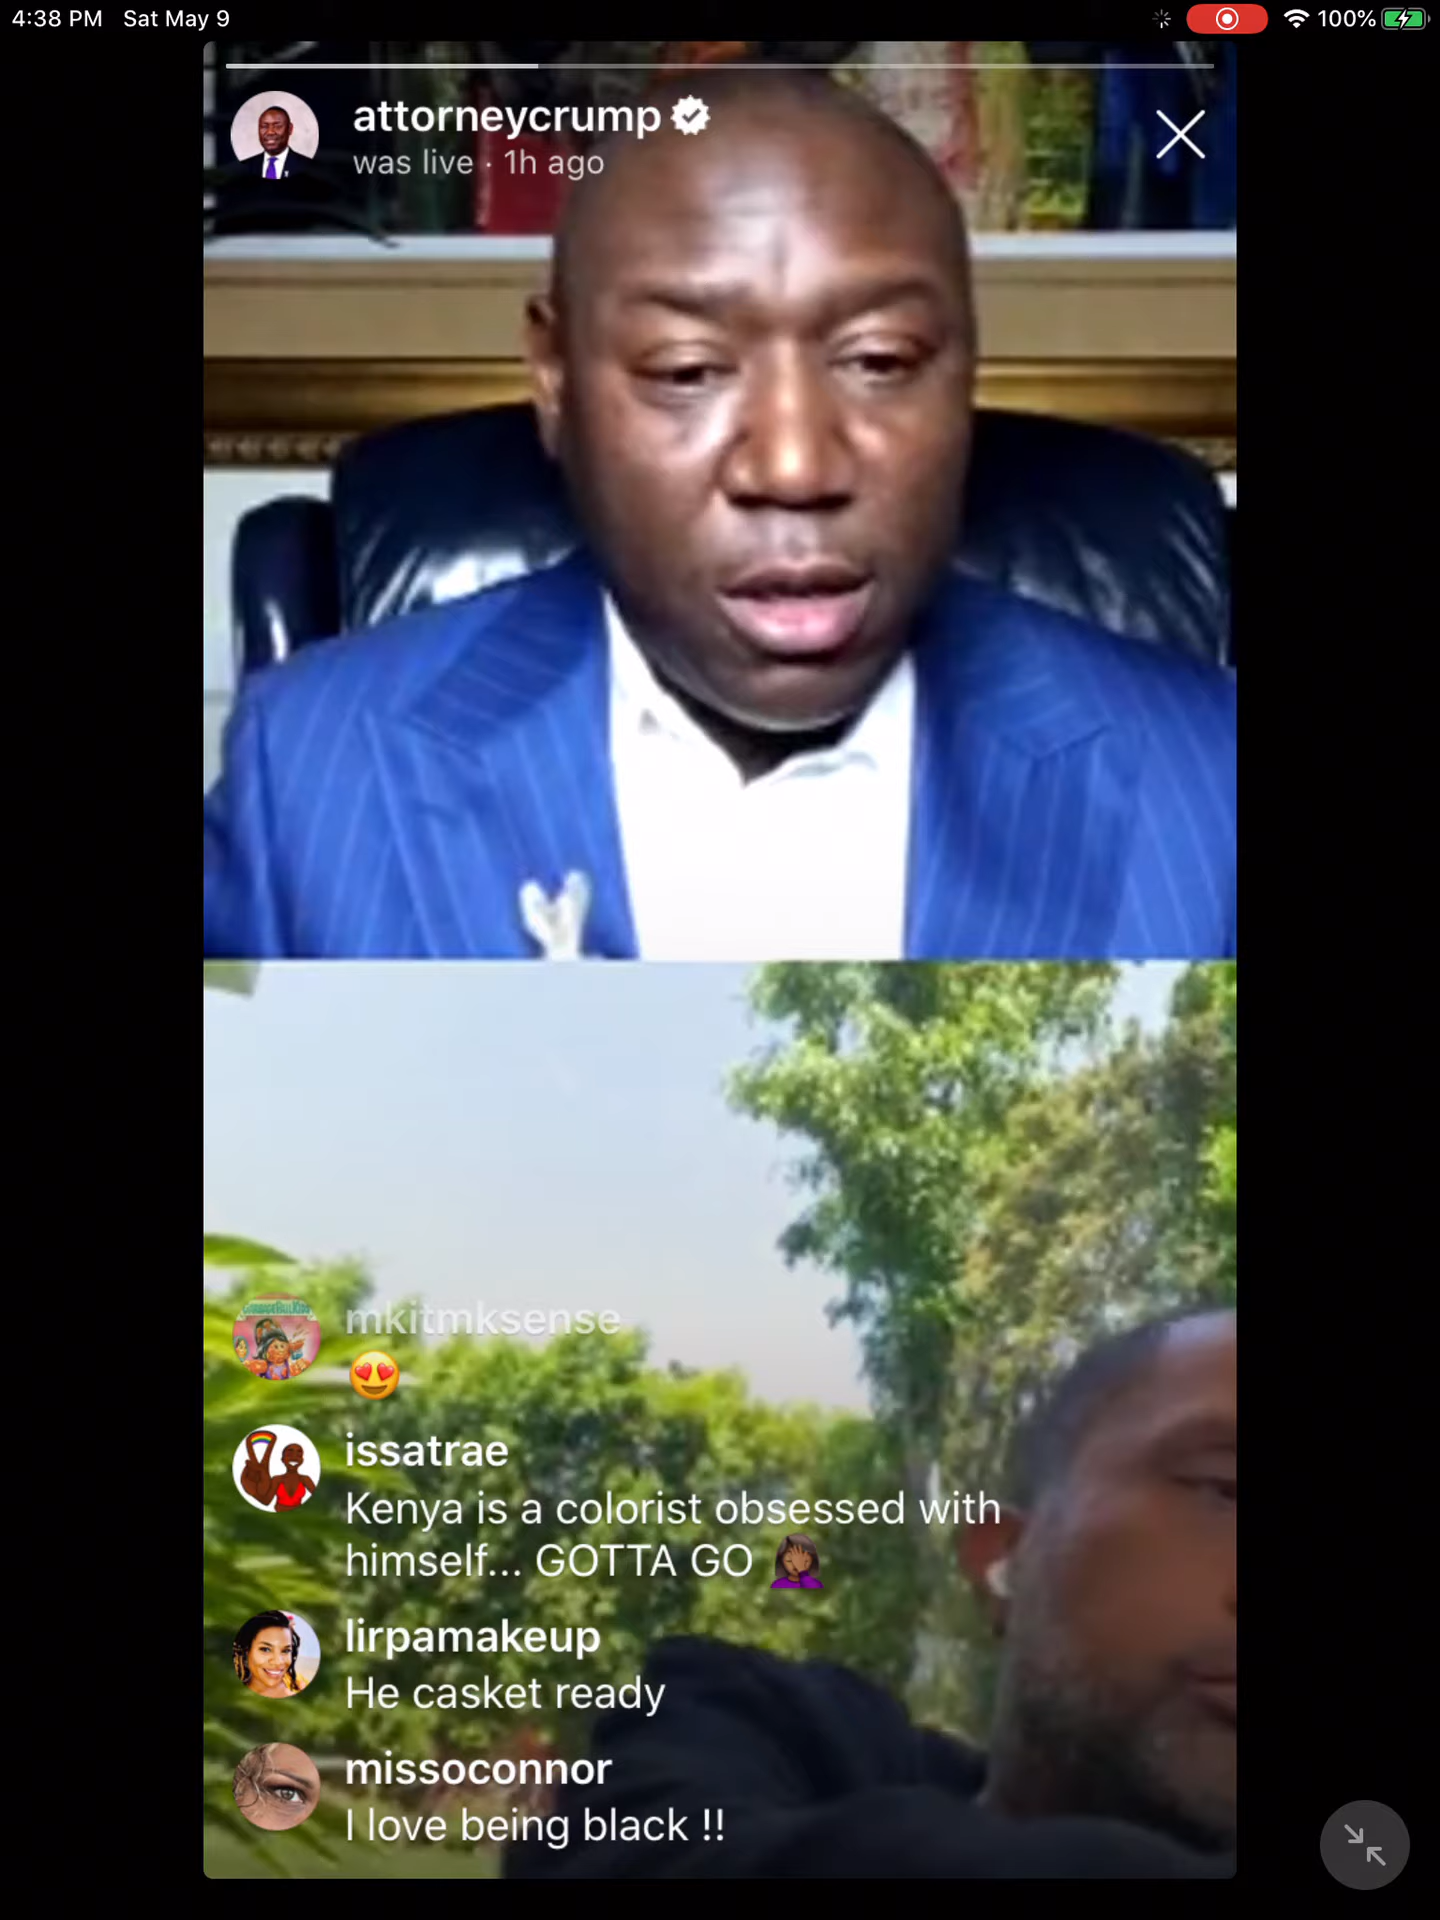 4:38 PM Sat May 9
100%
attorneycrump
was live · 1h ago
mkitmksense
😍
issatrae
Kenya is a colorist obsessed with
himself... GOTTA GO 🤦🏾‍♀️
lirpamakeup
He casket ready
missoconnor
I love being black !!